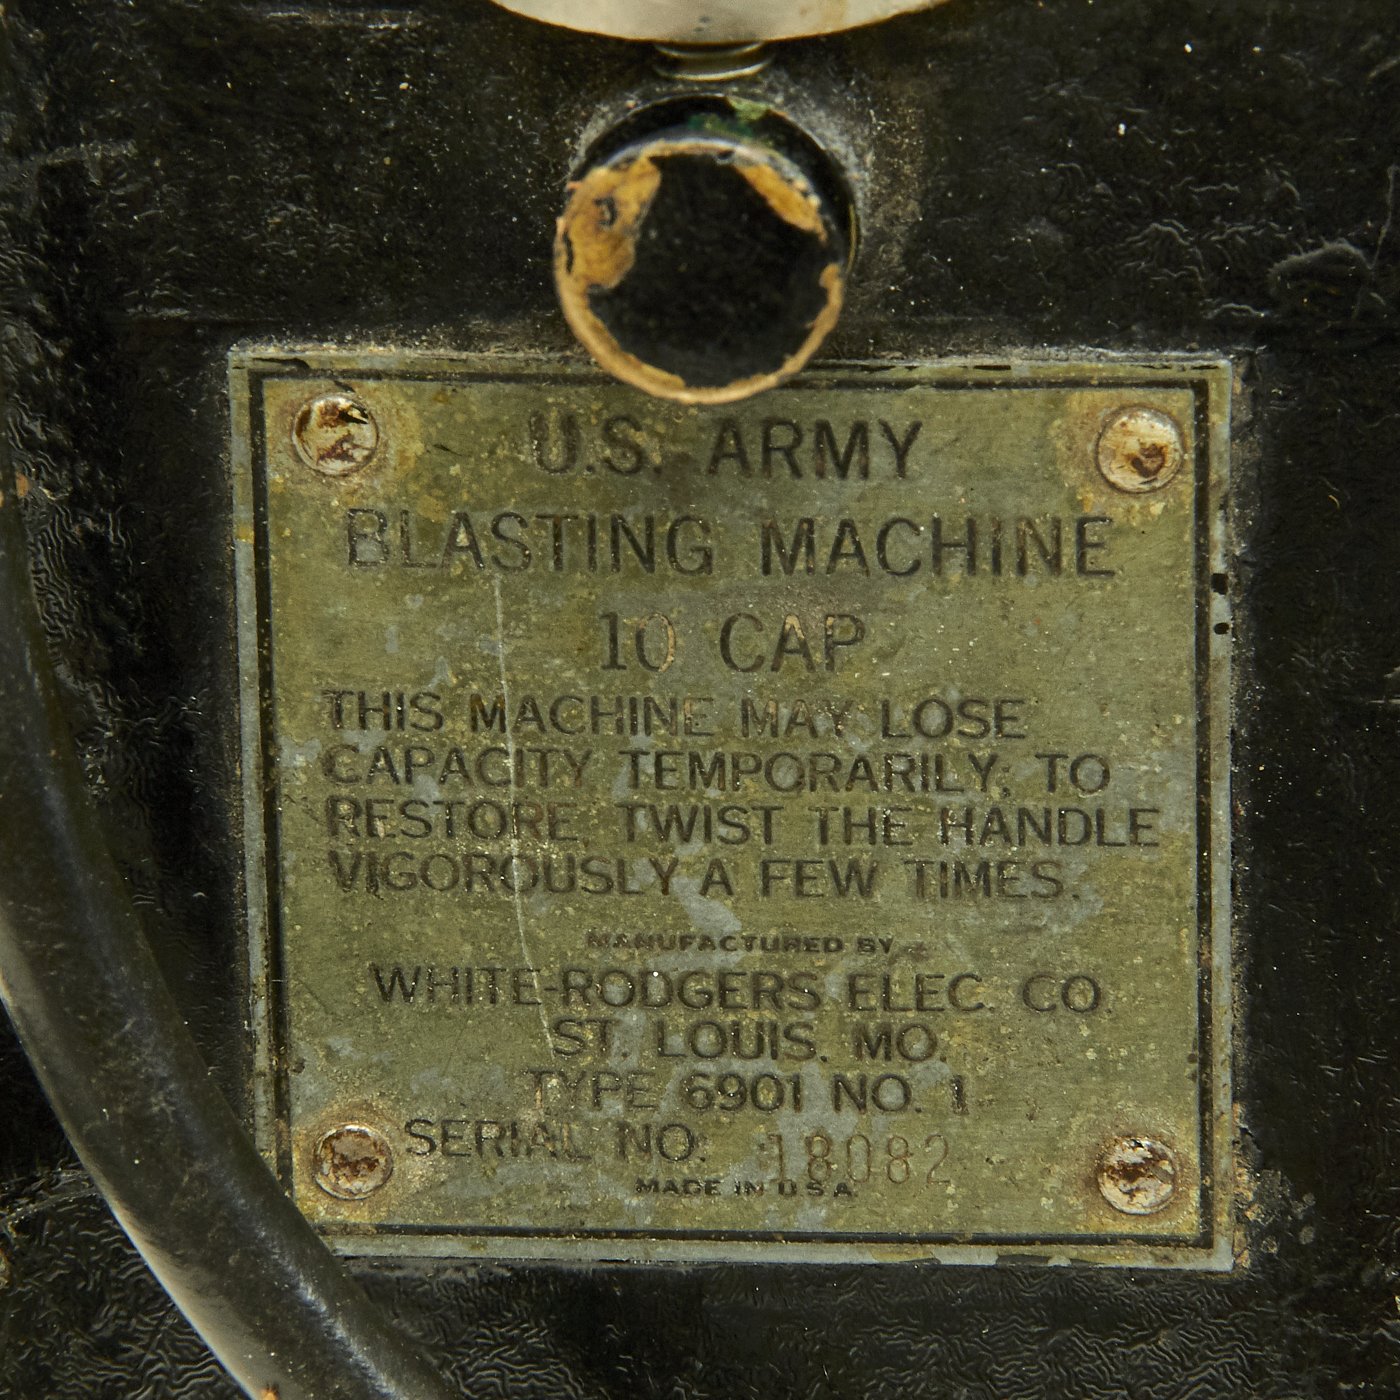 U.S. ARMY
BLASTING MACHINE
10 CAP
THIS MACHINE MAY LOSE
CAPACITY TEMPORARILY; TO
RESTORE, TWIST THE HANDLE
VIGOROUSLY A FEW TIMES.
MANUFACTURED BY
WHITE-RODGERS ELEC. CO
ST. LOUIS. MO.
TYPE 6901 NO. 1
SERIAL NO. 18082
MADE IN U S A